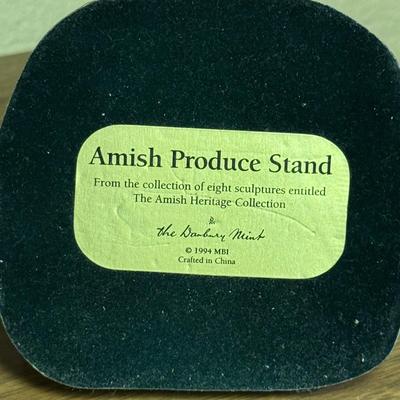 Amish Produce Stand
From the collection of eight sculptures entitled
The Amish Heritage Collection
By
the Danbury Mint
© 1994 MBI
Crafted in China